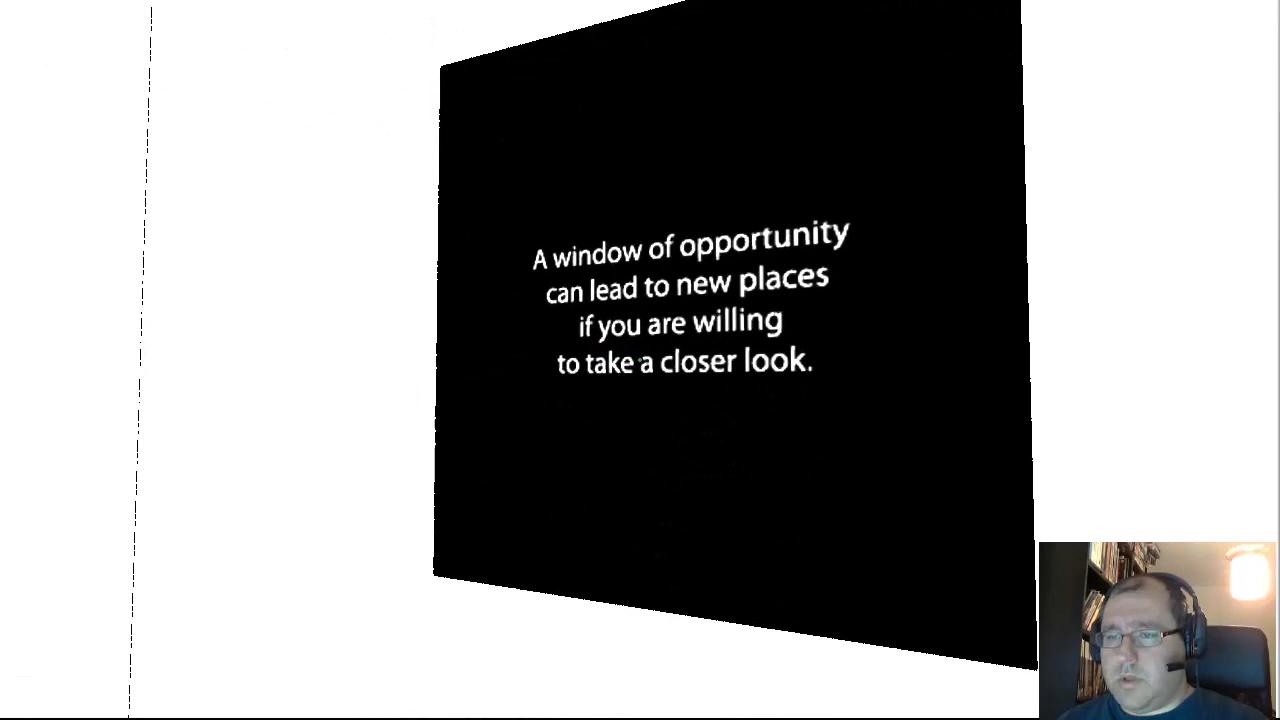 A window of opportunity
can lead to new places
if you are willing
to take a closer look.